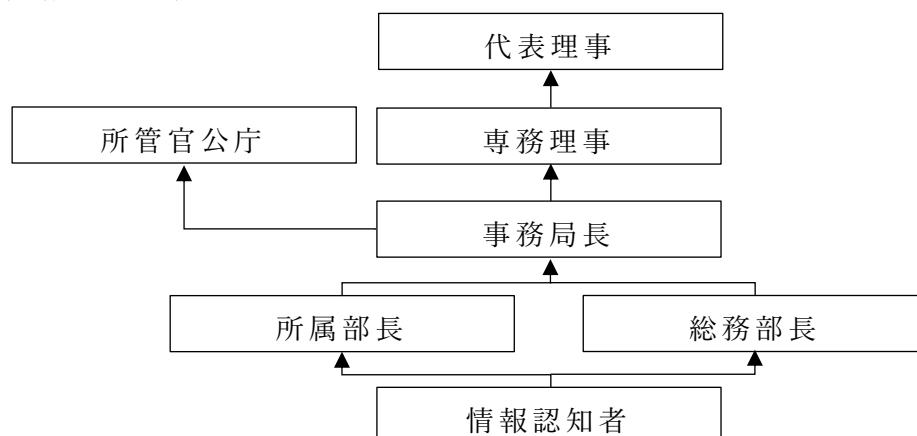 代表理事
所管官公庁
専務理事
事務局長
所属部長
総務部長
情報認知者